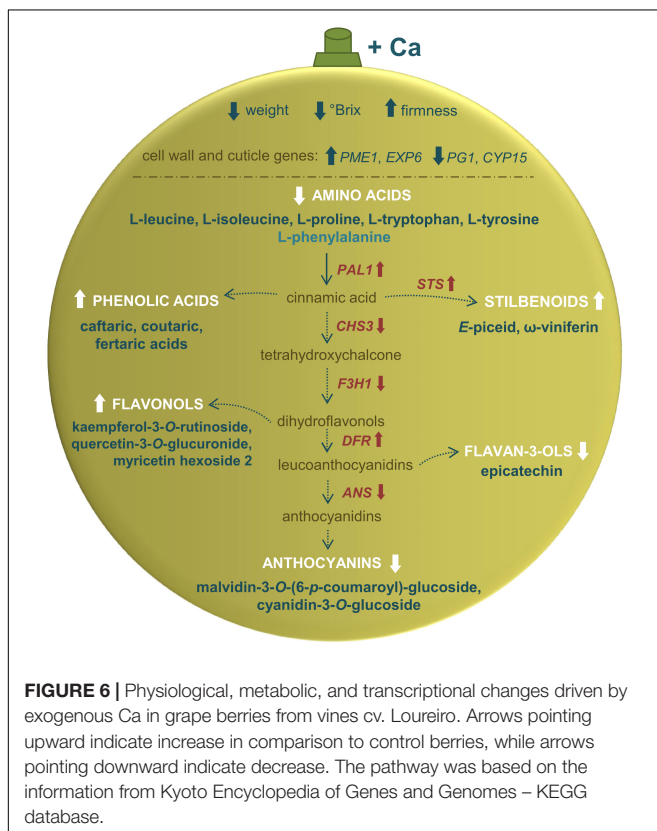 + Ca
weight °Brix firmness
cell wall and cuticle genes: PME1, EXP6 PG1, CYP15
AMINO ACIDS
L-leucine, L-isoleucine, L-proline, L-tryptophan, L-tyrosine
L-phenylalanine
PAL1
STS
PHENOLIC ACIDS
cinnamic acid
STILBENOIDS
caftaric, coutaric,
fertaric acids
CHS3
E-piceid, ω-viniferin
tetrahydroxychalcone
F3H1
FLAVONOLS
kaempferol-3-O-rutinoside,
quercetin-3-O-glucuronide,
myricetin hexoside 2
dihydroflavonols
DFR
leucoanthocyanidins
FLAVAN-3-OLS
epicatechin
ANS
anthocyanidins
ANTHOCYANINS
malvidin-3-O-(6-p-coumaroyl)-glucoside,
cyanidin-3-O-glucoside
FIGURE 6 | Physiological, metabolic, and transcriptional changes driven by
exogenous Ca in grape berries from vines cv. Loureiro. Arrows pointing
upward indicate increase in comparison to control berries, while arrows
pointing downward indicate decrease. The pathway was based on the
information from Kyoto Encyclopedia of Genes and Genomes – KEGG
database.